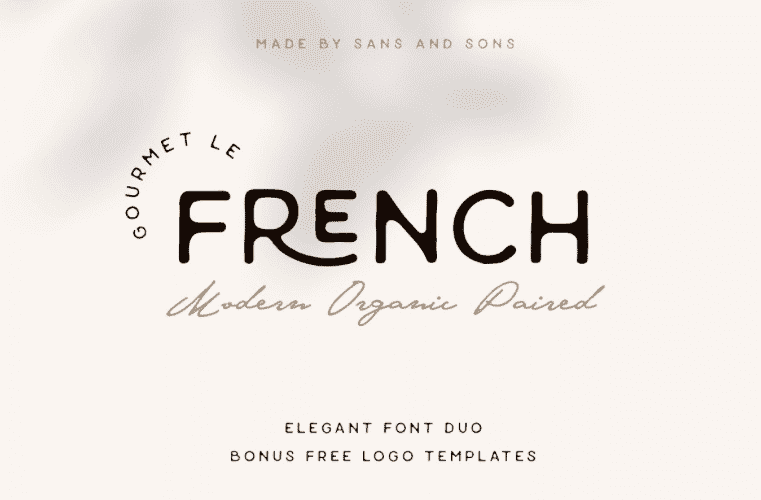 MADE BY SANS AND SONS
GOURMET LE
FRENCH
Modern Organic Paired
ELEGANT FONT DUO
BONUS FREE LOGO TEMPLATES